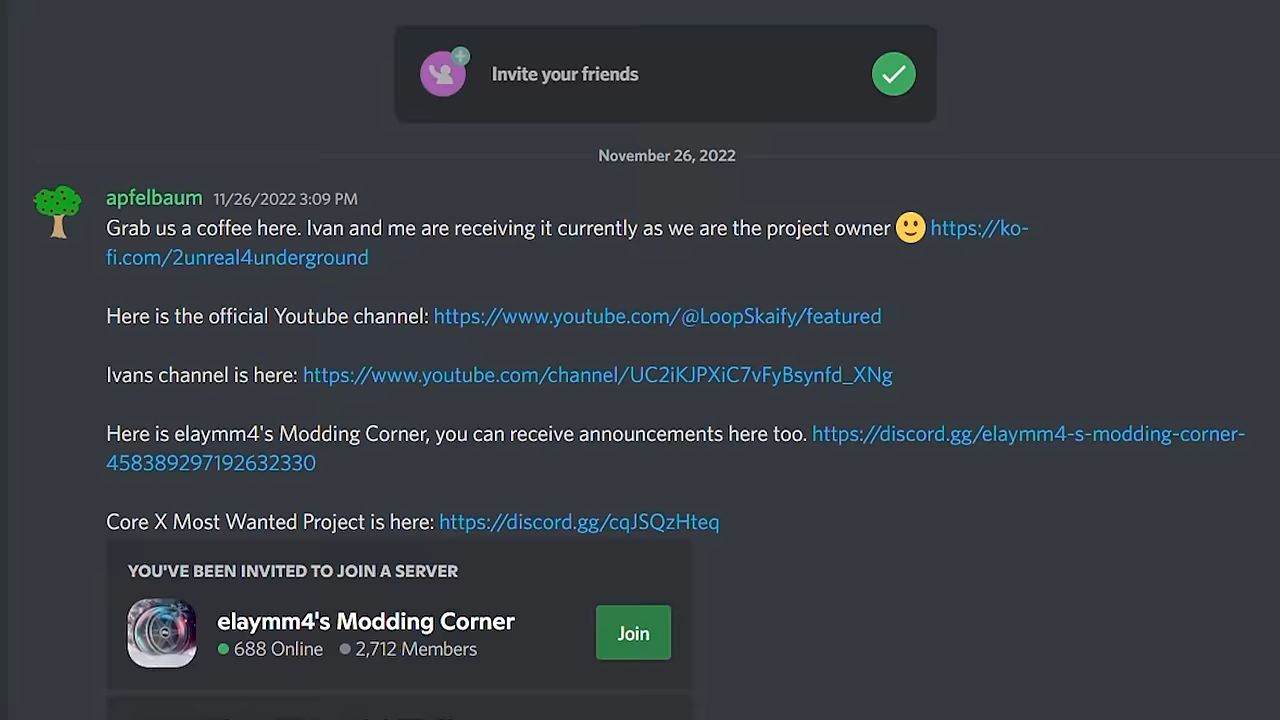 Invite your friends
November 26, 2022
apfelbaum 11/26/2022 3:09 PM
Grab us a coffee here. Ivan and me are receiving it currently as we are the project owner 🙂 https://ko-
fi.com/2unreal4underground
Here is the official Youtube channel: https://www.youtube.com/@LoopSkaify/featured
Ivans channel is here: https://www.youtube.com/channel/UC2iKJPXiC7vFyBsynfd_XNg
Here is elaymm4's Modding Corner, you can receive announcements here too. https://discord.gg/elaymm4-s-modding-corner-
458389297192632330
Core X Most Wanted Project is here: https://discord.gg/cqJSQzHteq
YOU'VE BEEN INVITED TO JOIN A SERVER
elaymm4's Modding Corner
688 Online 2,712 Members
Join